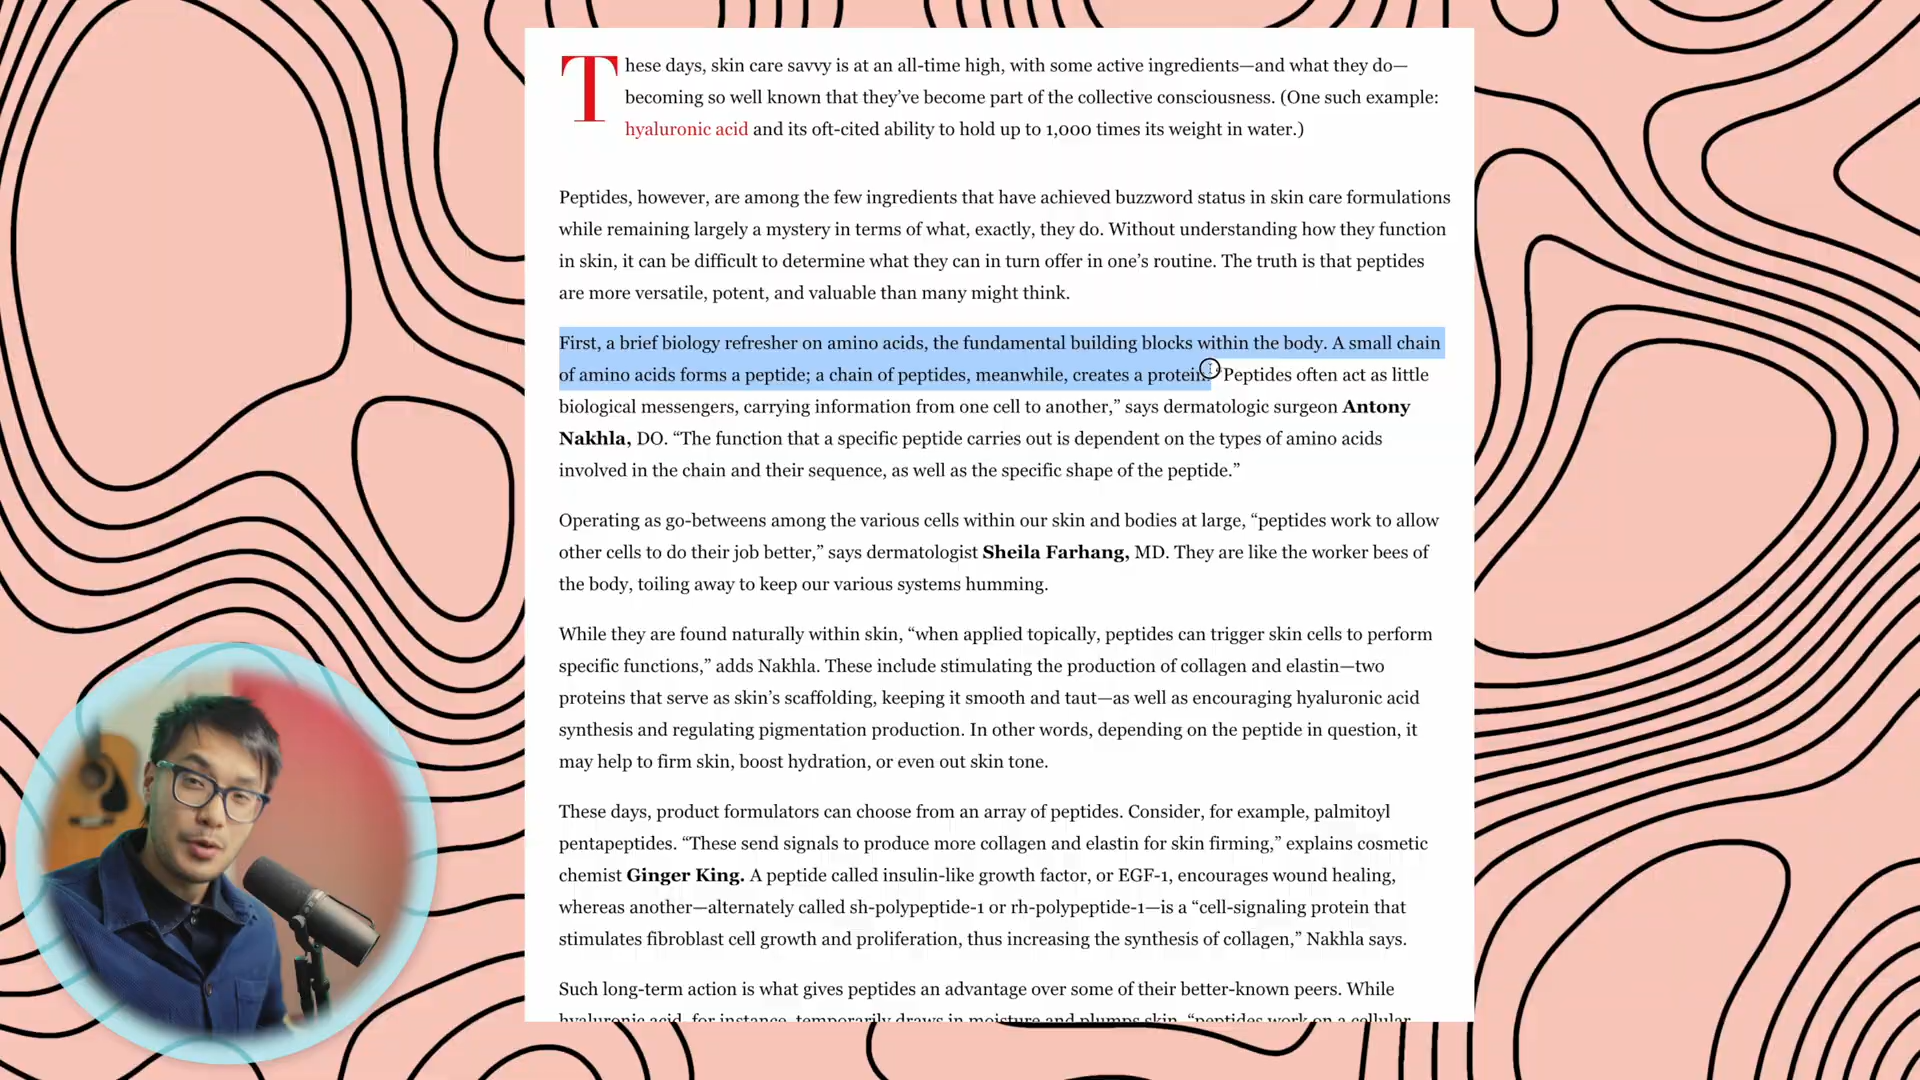 These days, skin care savvy is at an all-time high, with some active ingredients—and what they do—
becoming so well known that they’ve become part of the collective consciousness. (One such example:
hyaluronic acid and its oft-cited ability to hold up to 1,000 times its weight in water.)
Peptides, however, are among the few ingredients that have achieved buzzword status in skin care formulations
while remaining largely a mystery in terms of what, exactly, they do. Without understanding how they function
in skin, it can be difficult to determine what they can in turn offer in one’s routine. The truth is that peptides
are more versatile, potent, and valuable than many might think.
First, a brief biology refresher on amino acids, the fundamental building blocks within the body. A small chain
of amino acids forms a peptide; a chain of peptides, meanwhile, creates a protein. “Peptides often act as little
biological messengers, carrying information from one cell to another,” says dermatologic surgeon Antony
Nakhla, DO. “The function that a specific peptide carries out is dependent on the types of amino acids
involved in the chain and their sequence, as well as the specific shape of the peptide.”
Operating as go-betweens among the various cells within our skin and bodies at large, “peptides work to allow
other cells to do their job better,” says dermatologist Sheila Farhang, MD. They are like the worker bees of
the body, toiling away to keep our various systems humming.
While they are found naturally within skin, “when applied topically, peptides can trigger skin cells to perform
specific functions,” adds Nakhla. These include stimulating the production of collagen and elastin—two
proteins that serve as skin’s scaffolding, keeping it smooth and taut—as well as encouraging hyaluronic acid
synthesis and regulating pigmentation production. In other words, depending on the peptide in question, it
may help to firm skin, boost hydration, or even out skin tone.
These days, product formulators can choose from an array of peptides. Consider, for example, palmitoyl
pentapeptides. “These send signals to produce more collagen and elastin for skin firming,” explains cosmetic
chemist Ginger King. A peptide called insulin-like growth factor, or EGF-1, encourages wound healing,
whereas another—alternately called sh-polypeptide-1 or rh-polypeptide-1—is a “cell-signaling protein that
stimulates fibroblast cell growth and proliferation, thus increasing the synthesis of collagen,” Nakhla says.
Such long-term action is what gives peptides an advantage over some of their better-known peers. While
hyaluronic acid, for instance, temporarily draws in moisture and plumps skin, “peptides work on a cellular